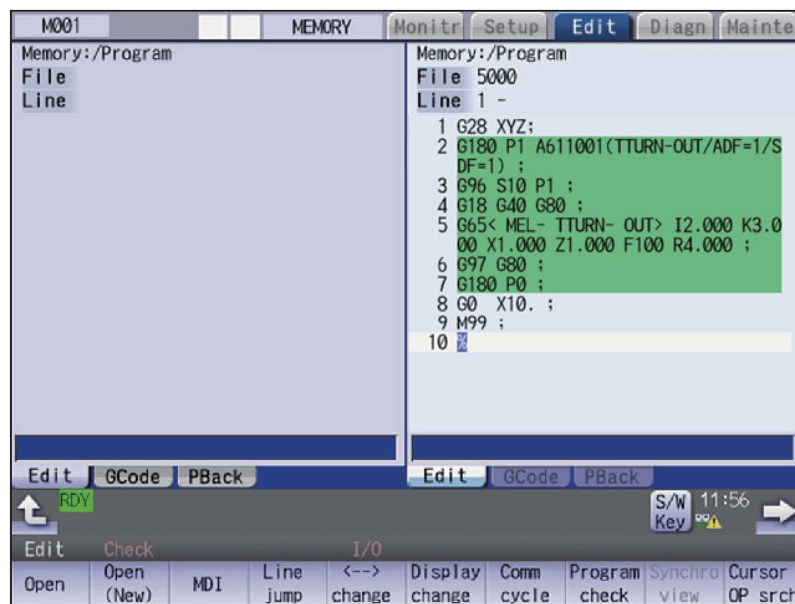 M001 MEMORY Monitr Setup Edit Diagn Mainte
Memory:/Program
File
Line
Memory:/Program
File 5000
Line 1 -
1 G28 XYZ;
2 G180 P1 A611001(TTURN-OUT/ADF=1/S
DF=1) ;
3 G96 S10 P1 ;
4 G18 G40 G80 ;
5 G65< MEL- TTURN- OUT> I2.000 K3.0
00 X1.000 Z1.000 F100 R4.000 ;
6 G97 G80 ;
7 G180 P0 ;
8 G0 X10. ;
9 M99 ;
10 %
Edit GCode PBack
Edit GCode PBack
RDY
S/W Key
11:56
Edit Check I/O
Open
Open (New)
MDI
Line jump
<--> change
Display change
Comm cycle
Program check
Synchro view
Cursor OP srch